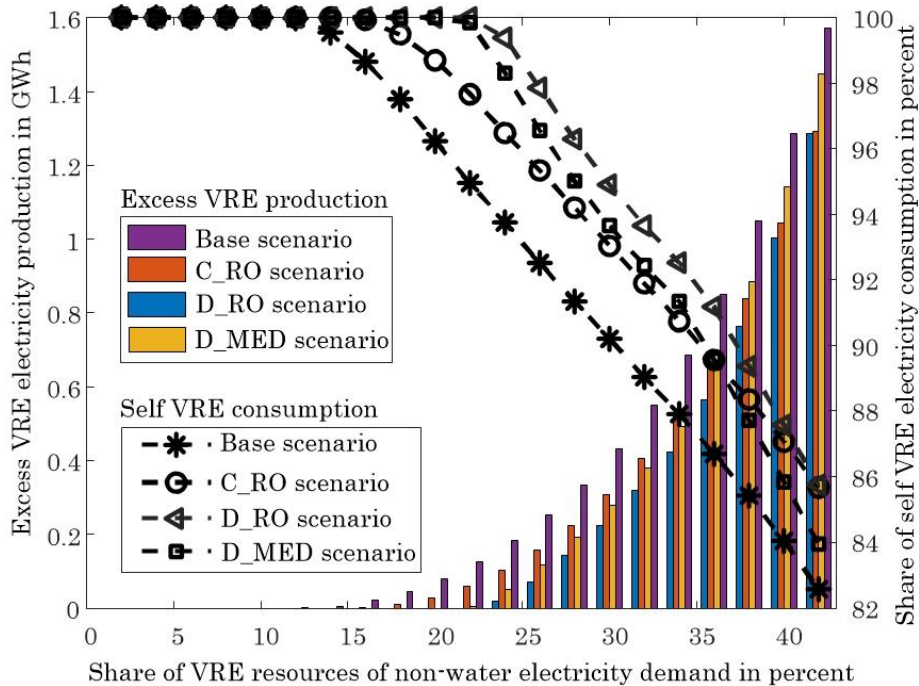 Excess VRE electricity production in GWh
1.6
1.4
1.2
1
0.8
0.6
0.4
0.2
0
Excess VRE production
Base scenario
C_RO scenario
D_RO scenario
D_MED scenario
Self VRE consumption
Base scenario
C_RO scenario
D_RO scenario
D_MED scenario
100
98
96
94
92
90
88
86
84
82
Share of self VRE electricity consumption in percent
0 5 10 15 20 25 30 35 40
Share of VRE resources of non-water electricity demand in percent